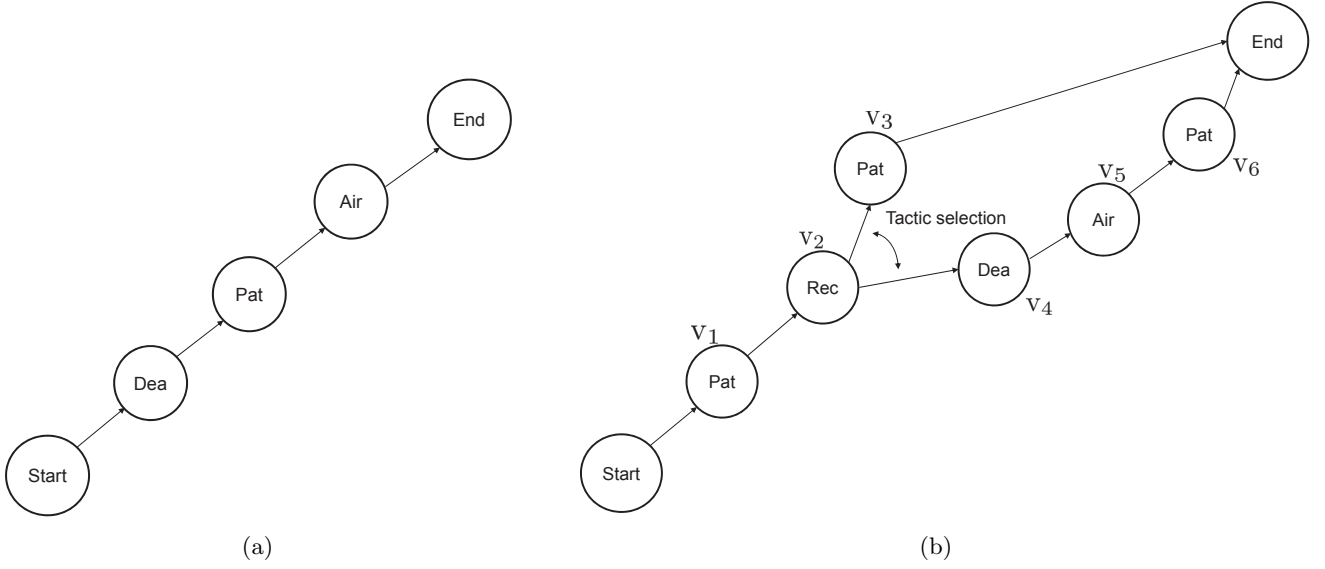 End
Air
Pat
Dea
Start
(a)
End
Pat
v6
v3
Pat
v5
Air
Tactic selection
v2
Rec
Dea
v4
v1
Pat
Start
(b)